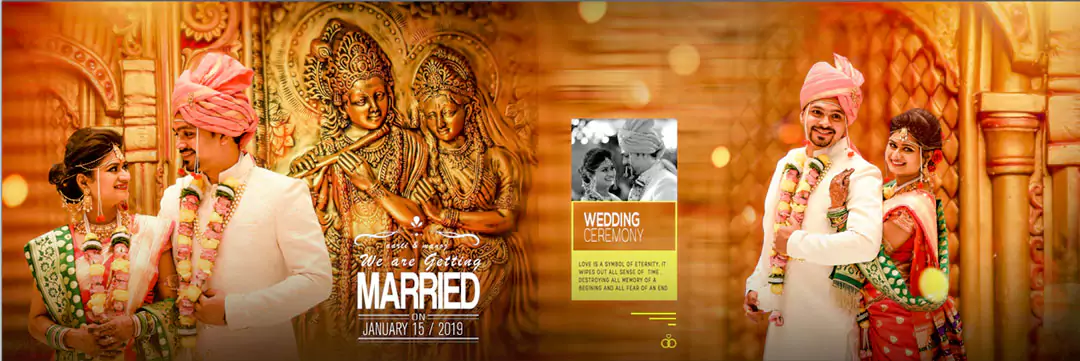 We are Getting
MARRIED
ON
JANUARY 15 / 2019
WEDDING
CEREMONY
LOVE IS A SYMBOL OF ETERNITY. IT
WIPES OUT ALL SENSE OF TIME,
DESTROYING ALL MEMORY OF A
BEGINING AND ALL FEAR OF AN END